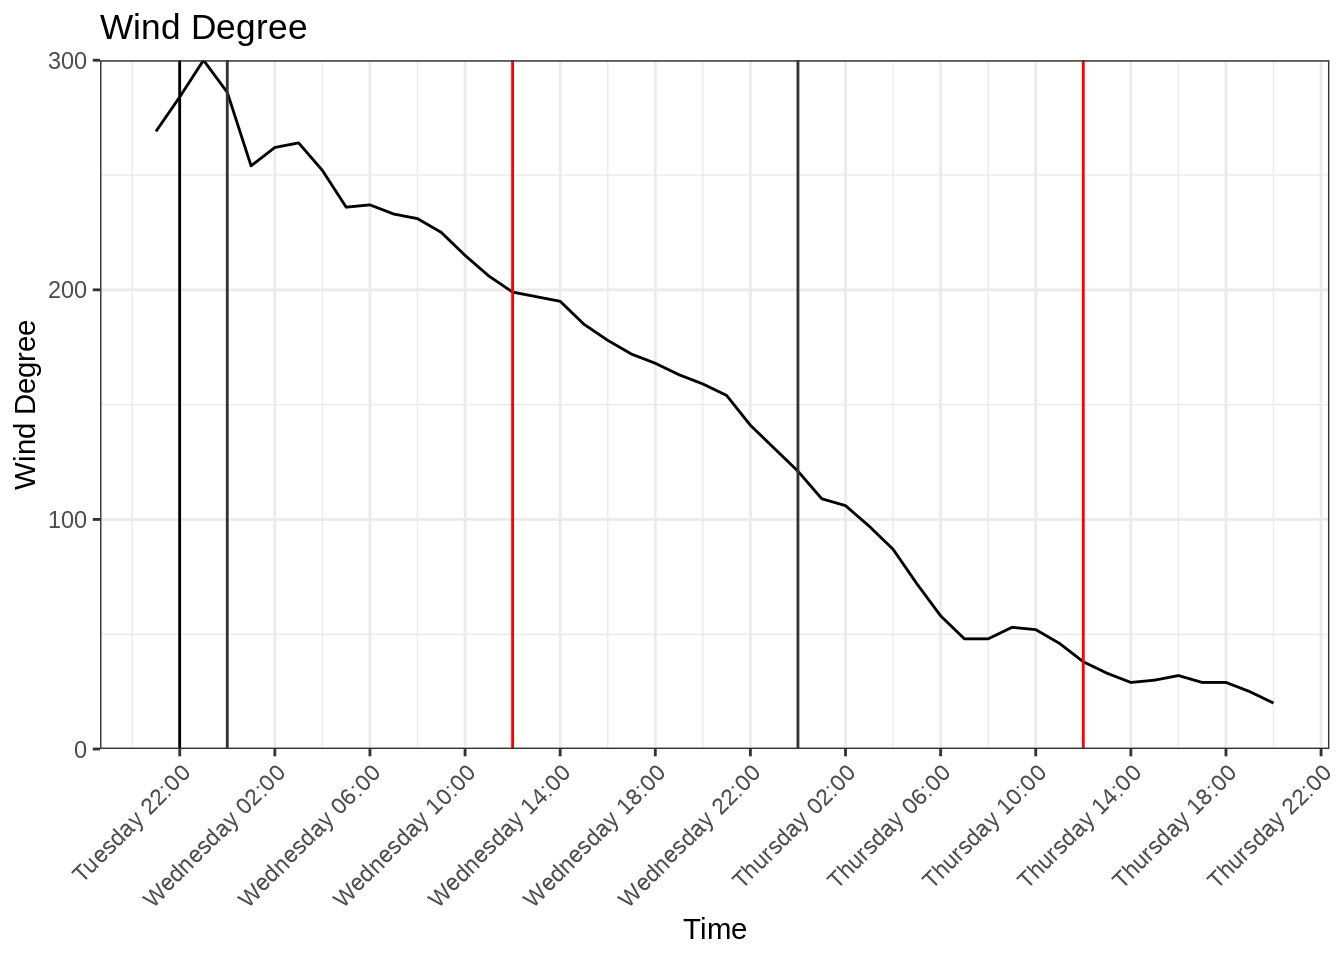 Wind Degree
300
200
100
0
Wind Degree
Tuesday 22:00
Wednesday 02:00
Wednesday 06:00
Wednesday 10:00
Wednesday 14:00
Wednesday 18:00
Wednesday 22:00
Thursday 02:00
Thursday 06:00
Thursday 10:00
Thursday 14:00
Thursday 18:00
Thursday 22:00
Time